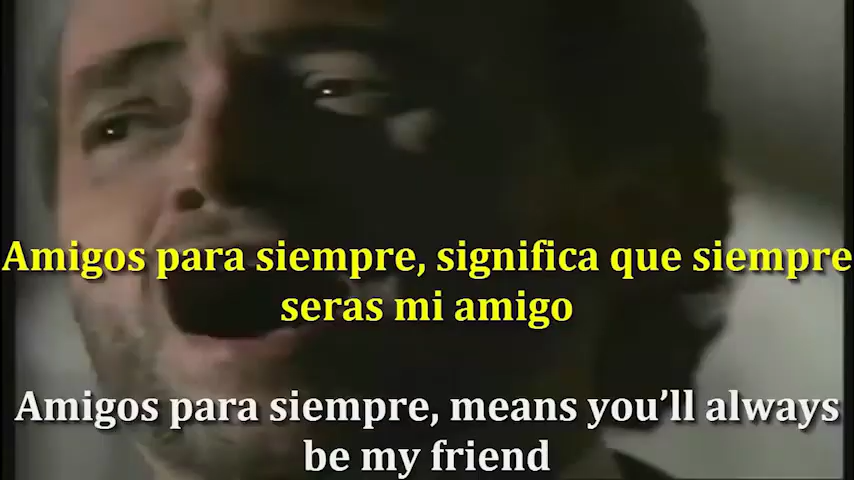 Amigos para siempre, significa que siempre
seras mi amigo
Amigos para siempre, means you’ll always
be my friend